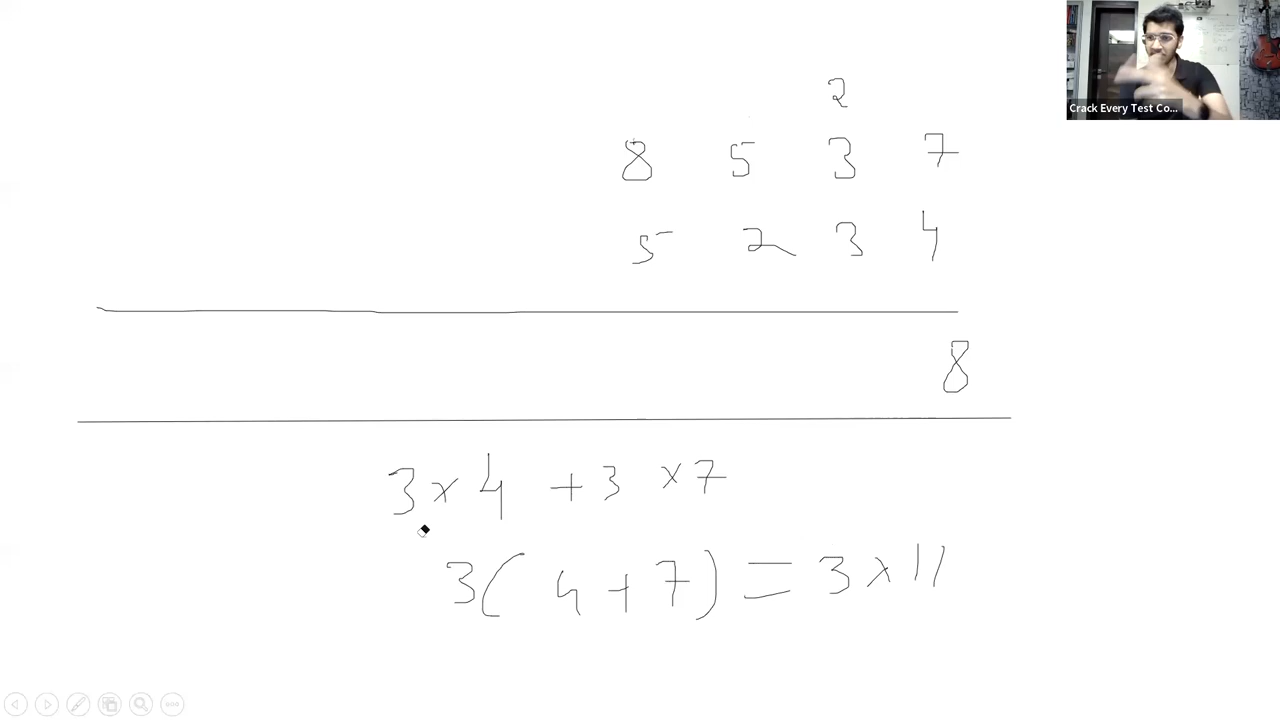 Crack Every Test Co...
2
8 5 3 7
5 2 3 4
8
3 x 4 + 3 x 7
3( 4 + 7 ) = 3 x 11